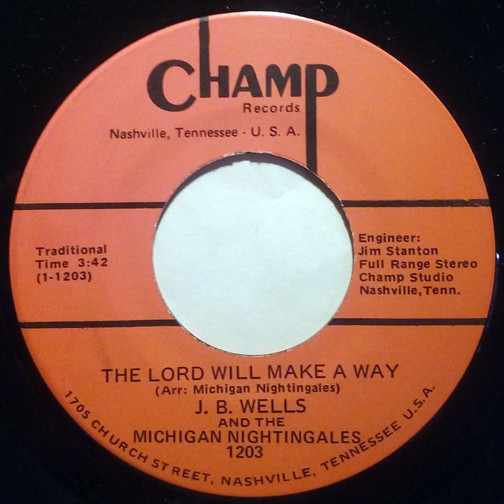 CHAMP
Records
Nashville, Tennessee - U. S. A.
Traditional
Time 3:42
(1-1203)
Engineer:
Jim Stanton
Full Range Stereo
Champ Studio
Nashville,Tenn.
THE LORD WILL MAKE A WAY
(Arr: Michigan Nightingales)
J. B. WELLS
AND THE
MICHIGAN NIGHTINGALES
1203
1705 CHURCH STREET, NASHVILLE, TENNESSEE U.S.A.